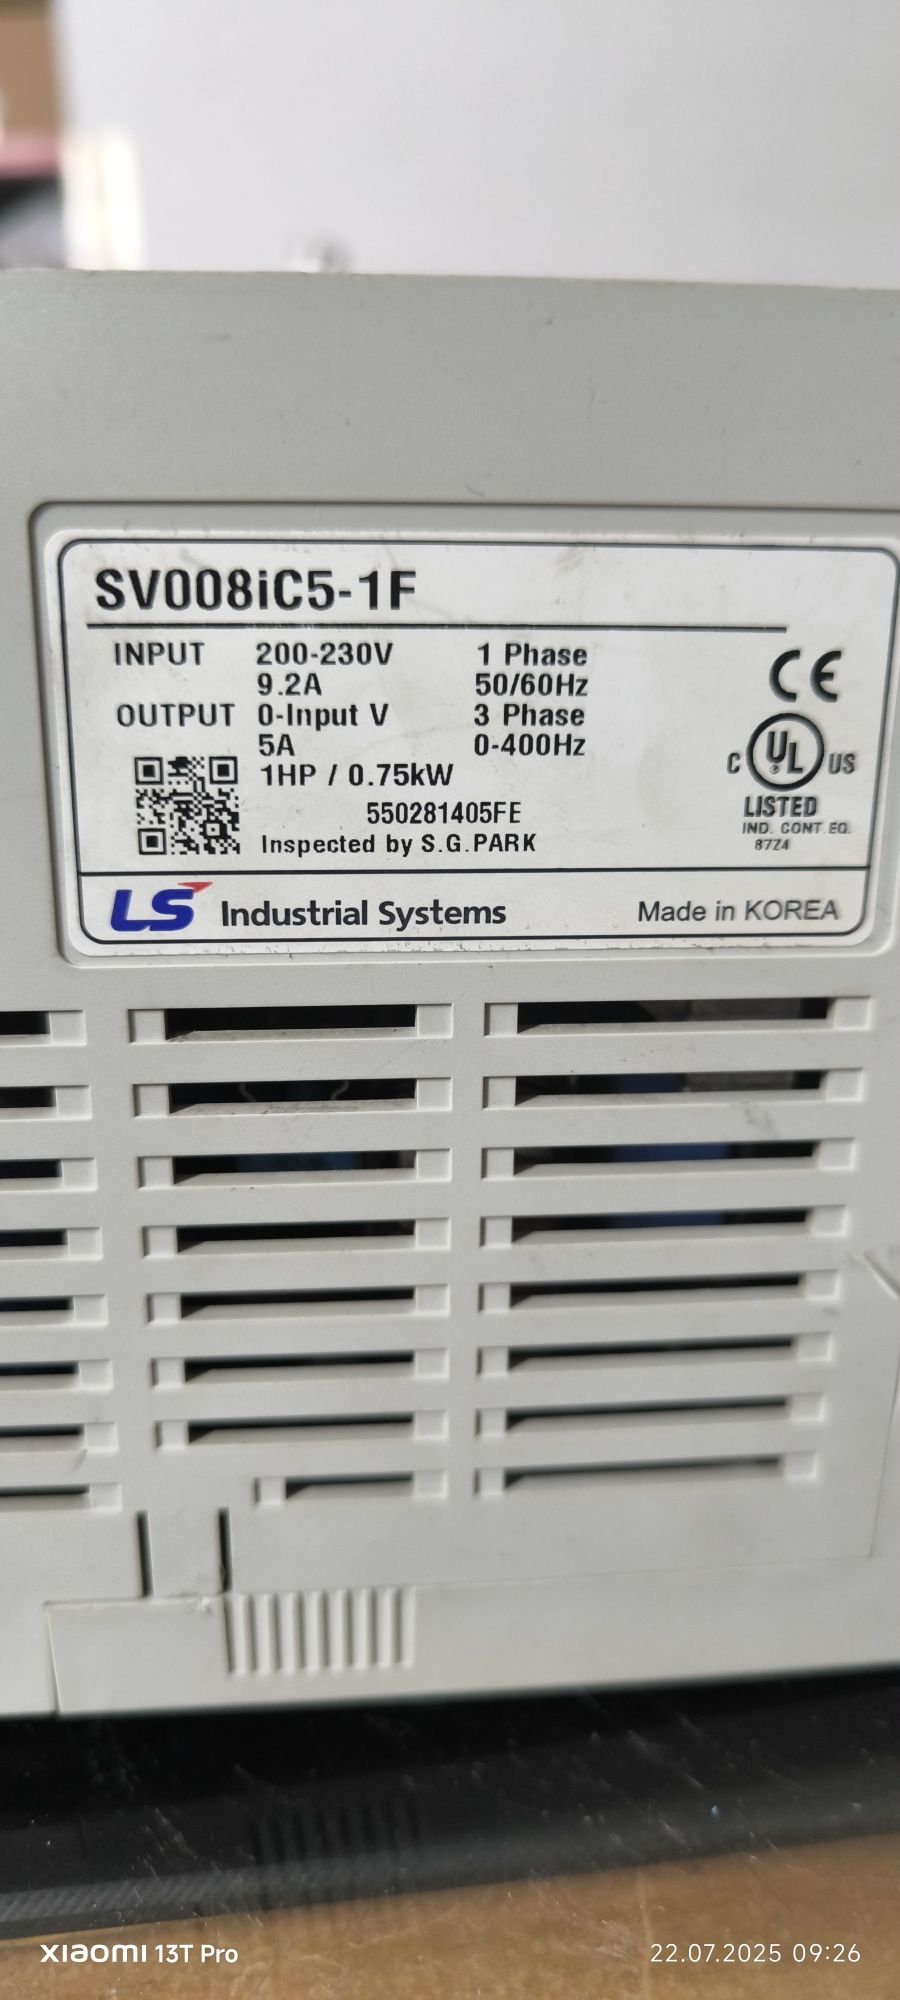 SV008iC5-1F
INPUT 200-230V 1 Phase
9.2A 50/60Hz
OUTPUT 0-Input V 3 Phase
5A 0-400Hz
1HP / 0.75kW
550281405FE
Inspected by S.G.PARK
CE
C UL US
LISTED
IND. CONT.EQ.
87Z4
LS Industrial Systems Made in KOREA
XIAOMI 13T Pro 22.07.2025 09:26